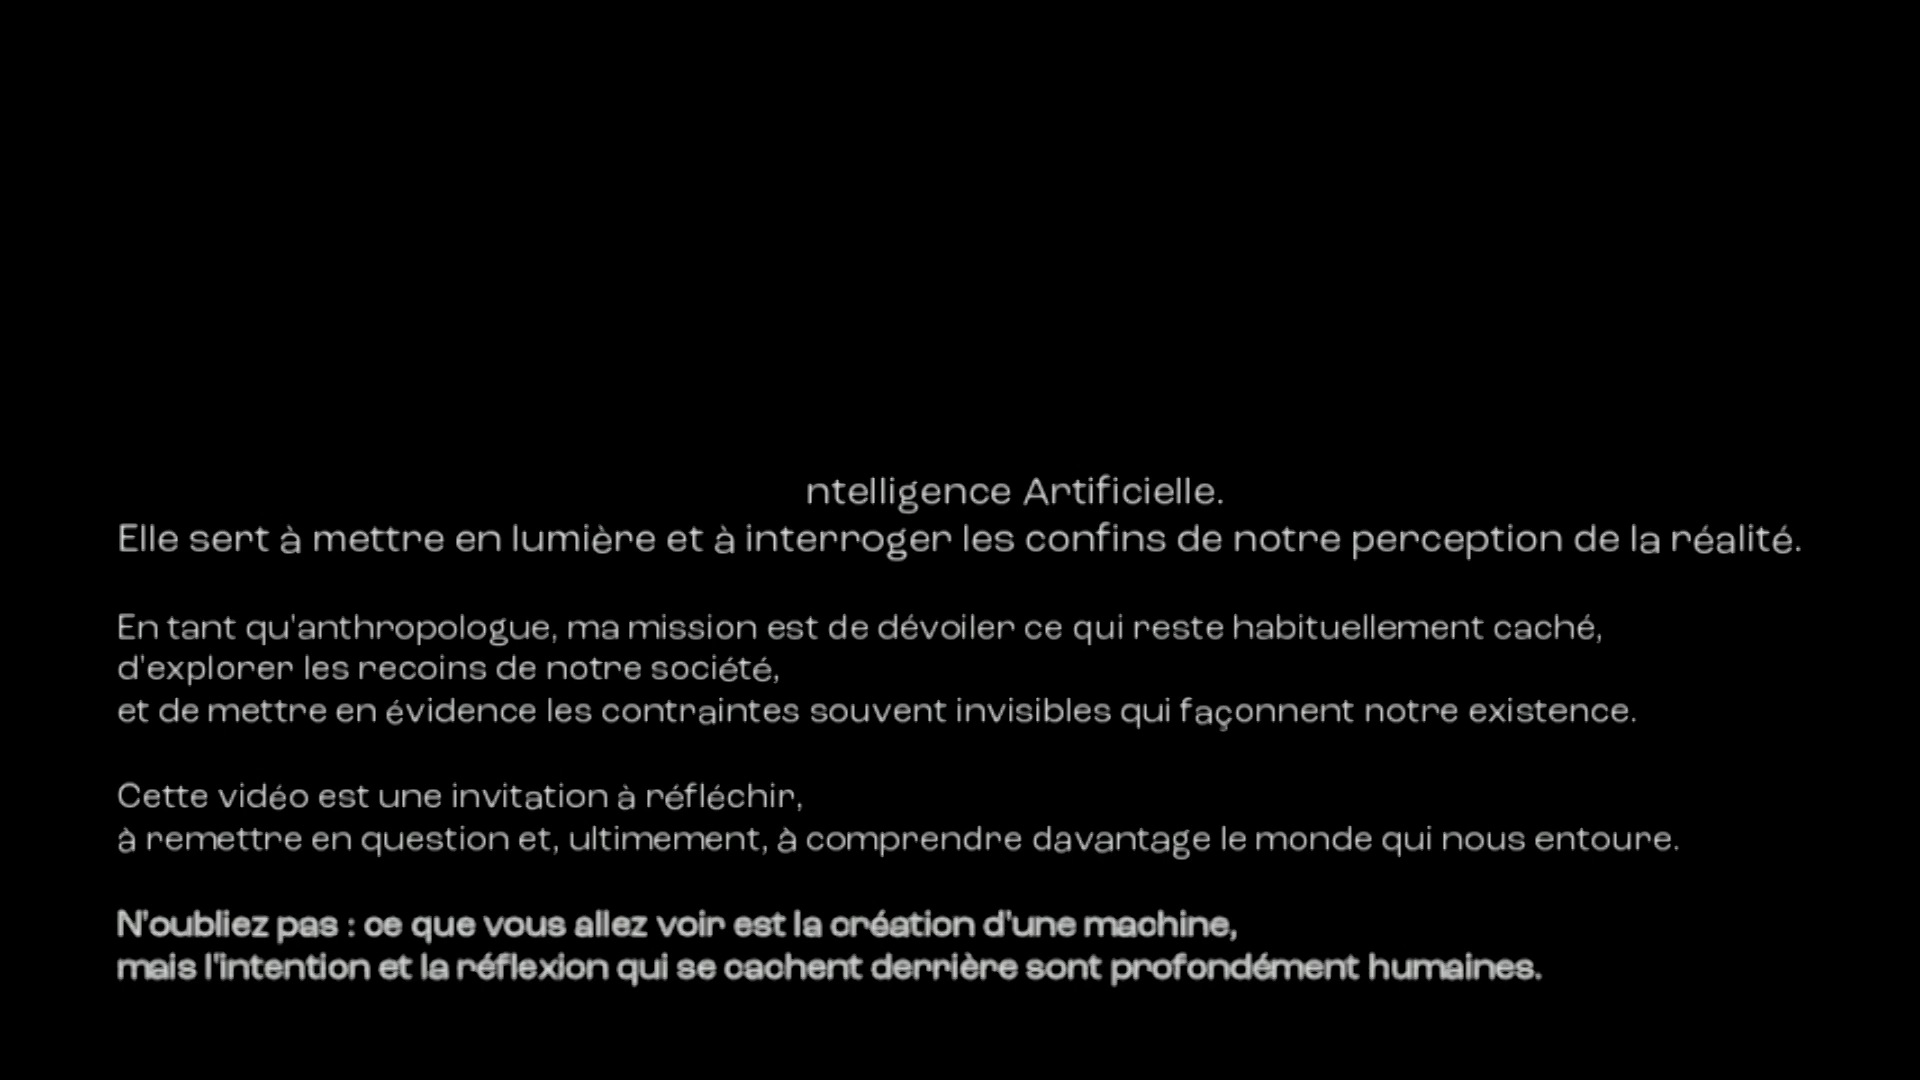 ntelligence Artificielle.
Elle sert à mettre en lumière et à interroger les confins de notre perception de la réalité.
En tant qu'anthropologue, ma mission est de dévoiler ce qui reste habituellement caché,
d'explorer les recoins de notre société,
et de mettre en évidence les contraintes souvent invisibles qui façonnent notre existence.
Cette vidéo est une invitation à réfléchir,
à remettre en question et, ultimement, à comprendre davantage le monde qui nous entoure.
N'oubliez pas : ce que vous allez voir est la création d'une machine,
mais l'intention et la réflexion qui se cachent derrière sont profondément humaines.